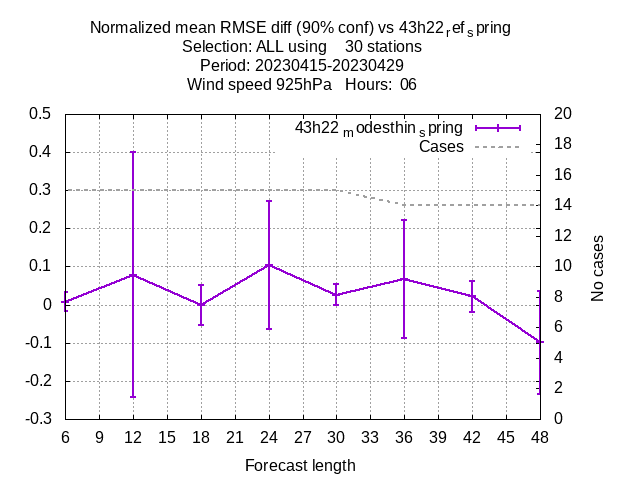 Normalized mean RMSE diff (90% conf) vs 43h22refspring
Selection: ALL using 30 stations
Period: 20230415-20230429
Wind speed 925hPa Hours: 06
43h22modesthinspring
Cases
0.5
0.4
0.3
0.2
0.1
0
-0.1
-0.2
-0.3
20
18
16
14
12
10
8
6
4
2
0
No cases
6 9 12 15 18 21 24 27 30 33 36 39 42 45 48
Forecast length